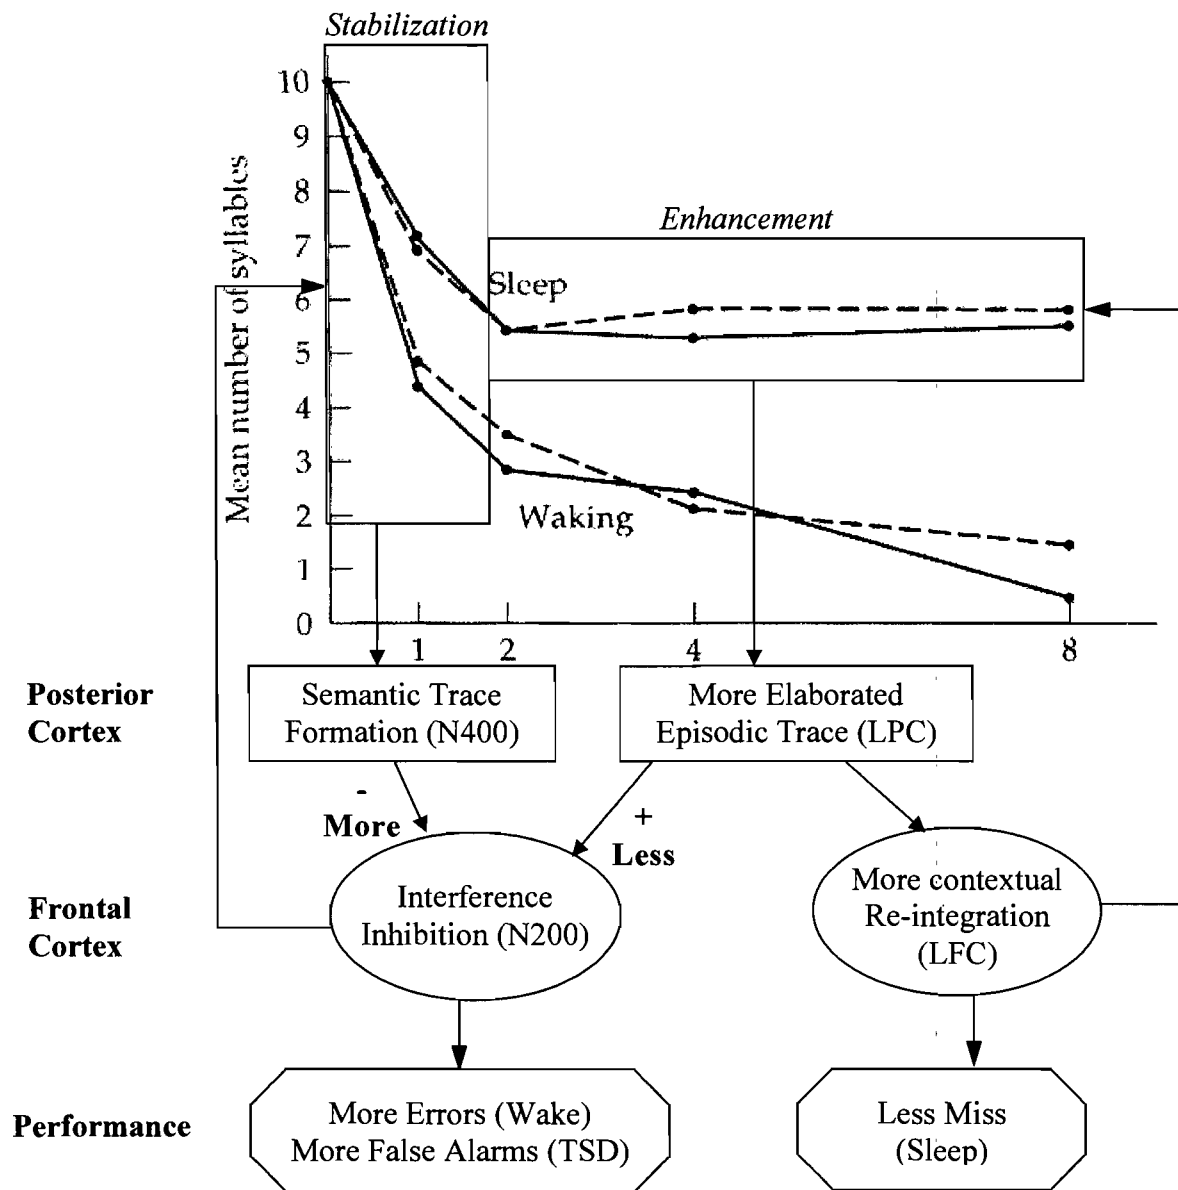 Stabilization
10
9
8
7
6
5
4
3
2
1
0
Mean number of syllables
Enhancement
Sleep
Waking
1 2 4 8
Posterior
Cortex
Semantic Trace
Formation (N400)
More Elaborated
Episodic Trace (LPC)
-
More
+
Less
Frontal
Cortex
Interference
Inhibition (N200)
More contextual
Re-integration
(LFC)
Performance
More Errors (Wake)
More False Alarms (TSD)
Less Miss
(Sleep)